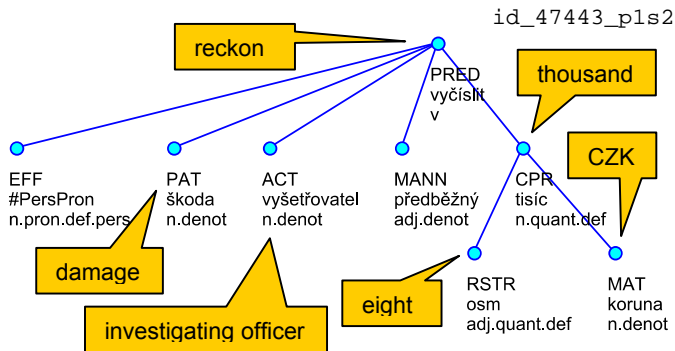 id_47443_p1s2
reckon
PRED
vyčíslit
v
thousand
CZK
EFF
#PersPron
n.pron.def.pers
PAT
škoda
n.denot
ACT
vyšetřovatel
n.denot
MANN
předběžný
adj.denot
CPR
tisíc
n.quant.def
damage
investigating officer
eight
RSTR
osm
adj.quant.def
MAT
koruna
n.denot